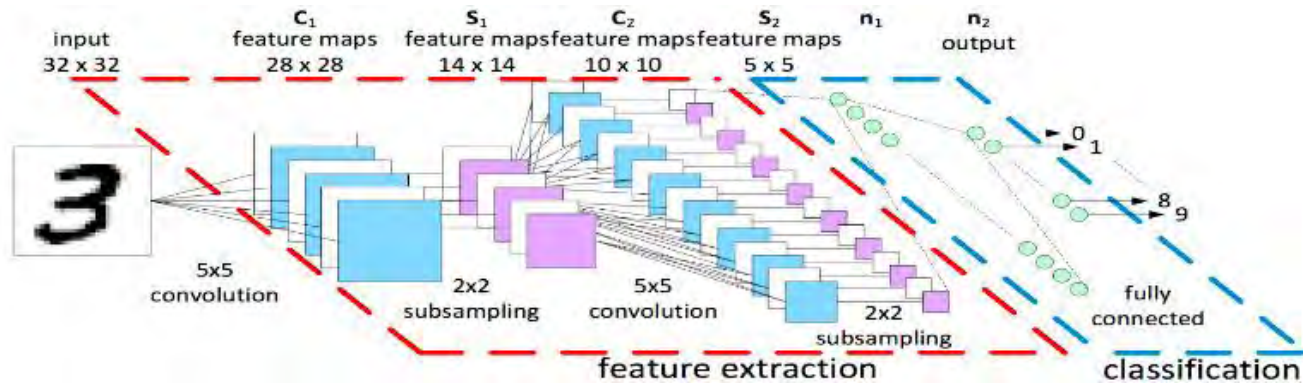 input
32 x 32
C₁
feature maps
28 x 28
S₁
feature maps
14 x 14
C₂
feature maps
10 x 10
S₂
feature maps
5 x 5
n₁
n₂
output
3
0
1
8
9
5x5
convolution
2x2
subsampling
5x5
convolution
2x2
subsampling
fully
connected
feature extraction
classification